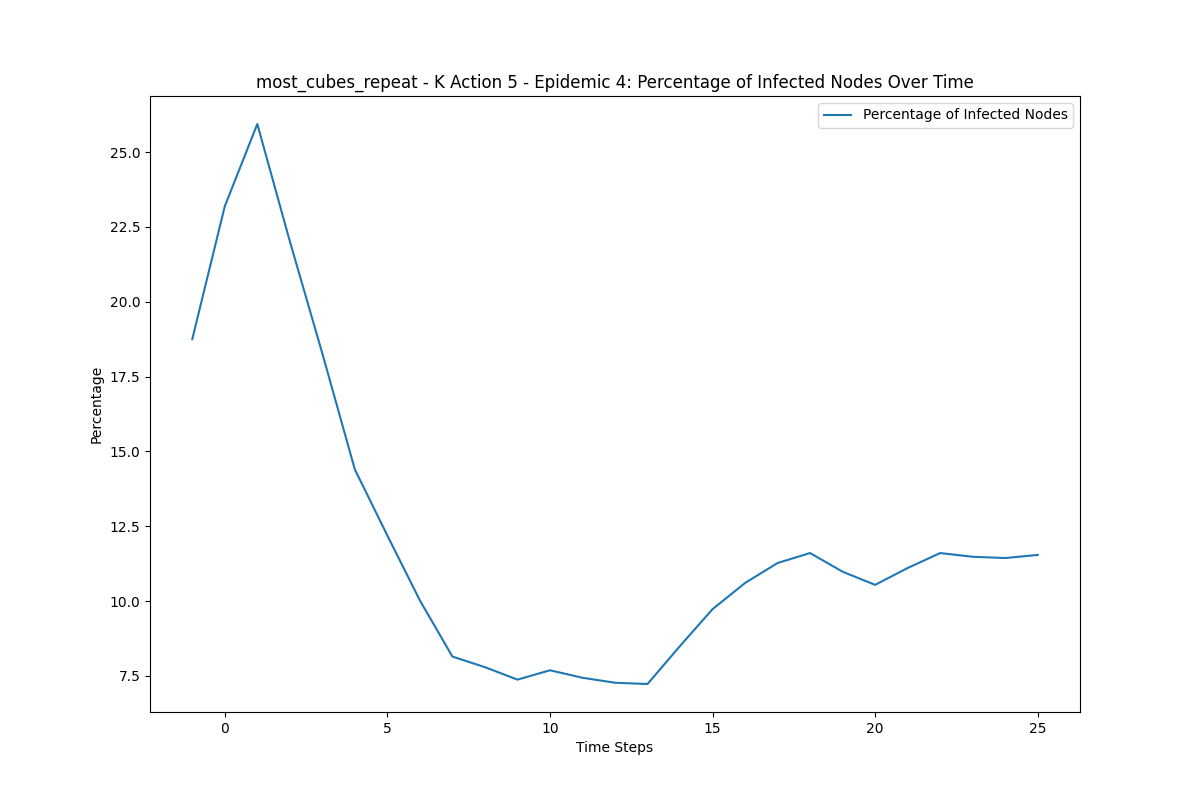 most_cubes_repeat - K Action 5 - Epidemic 4: Percentage of Infected Nodes Over Time
Percentage of Infected Nodes
25.0
22.5
20.0
17.5
15.0
12.5
10.0
7.5
Percentage
0 5 10 15 20 25
Time Steps